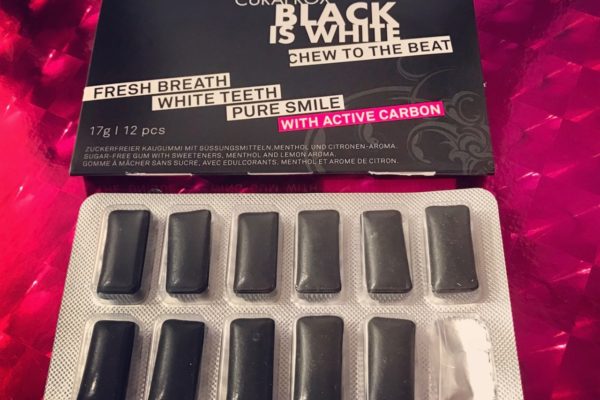 CURAPROX
BLACK
IS WHITE
CHEW TO THE BEAT
FRESH BREATH
WHITE TEETH
PURE SMILE
WITH ACTIVE CARBON
17g | 12 pcs
ZUCKERFREIER KAUGUMMI MIT SÜSSUNGSMITTELN, MENTHOL UND CITRONEN-AROMA.
SUGAR-FREE GUM WITH SWEETENERS, MENTHOL AND LEMON AROMA.
GOMME À MÂCHER SANS SUCRE, AVEC EDULCORANTS, MENTHOL ET AROME DE CITRON.